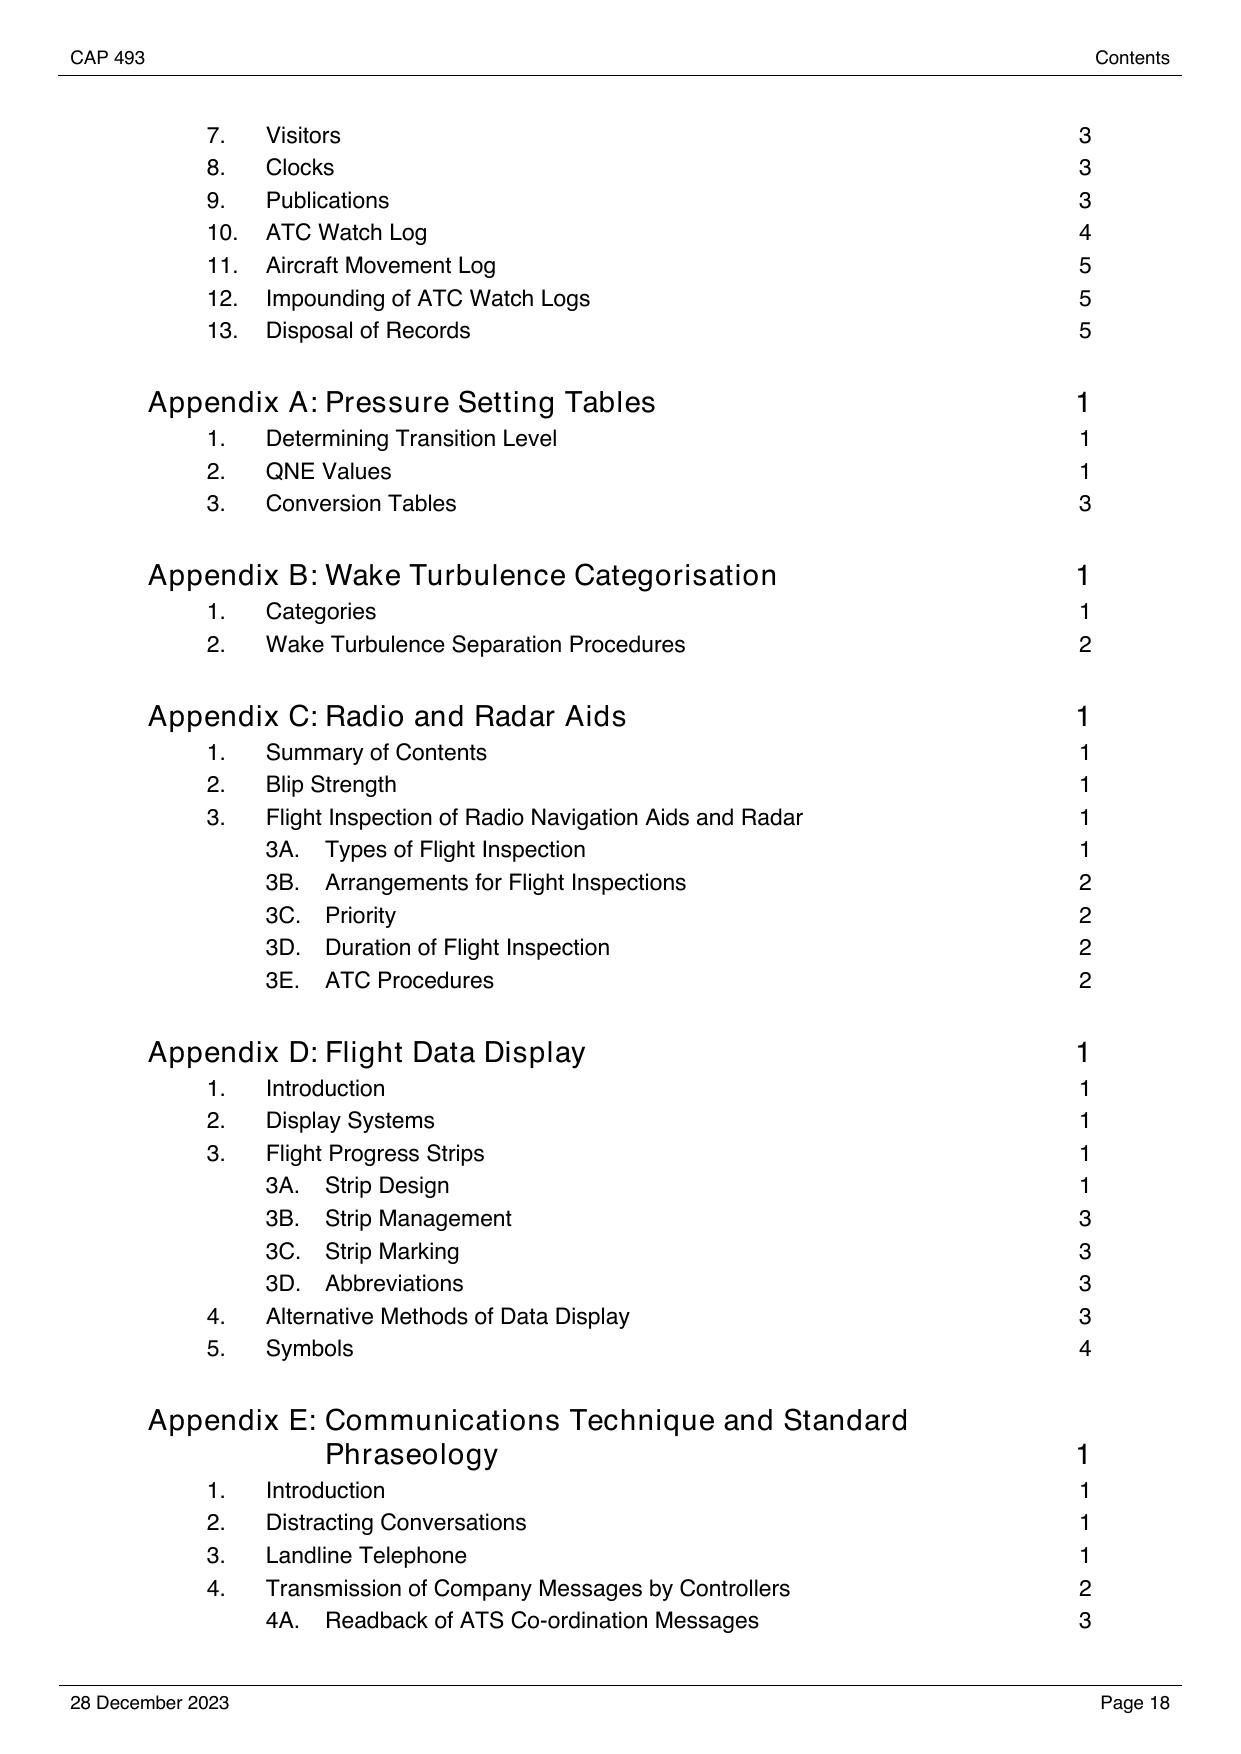 CAP 493 Contents
7. Visitors 3
8. Clocks 3
9. Publications 3
10. ATC Watch Log 4
11. Aircraft Movement Log 5
12. Impounding of ATC Watch Logs 5
13. Disposal of Records 5
Appendix A: Pressure Setting Tables 1
1. Determining Transition Level 1
2. QNE Values 1
3. Conversion Tables 3
Appendix B: Wake Turbulence Categorisation 1
1. Categories 1
2. Wake Turbulence Separation Procedures 2
Appendix C: Radio and Radar Aids 1
1. Summary of Contents 1
2. Blip Strength 1
3. Flight Inspection of Radio Navigation Aids and Radar 1
3A. Types of Flight Inspection 1
3B. Arrangements for Flight Inspections 2
3C. Priority 2
3D. Duration of Flight Inspection 2
3E. ATC Procedures 2
Appendix D: Flight Data Display 1
1. Introduction 1
2. Display Systems 1
3. Flight Progress Strips 1
3A. Strip Design 1
3B. Strip Management 3
3C. Strip Marking 3
3D. Abbreviations 3
4. Alternative Methods of Data Display 3
5. Symbols 4
Appendix E: Communications Technique and Standard
Phraseology 1
1. Introduction 1
2. Distracting Conversations 1
3. Landline Telephone 1
4. Transmission of Company Messages by Controllers 2
4A. Readback of ATS Co-ordination Messages 3
28 December 2023 Page 18